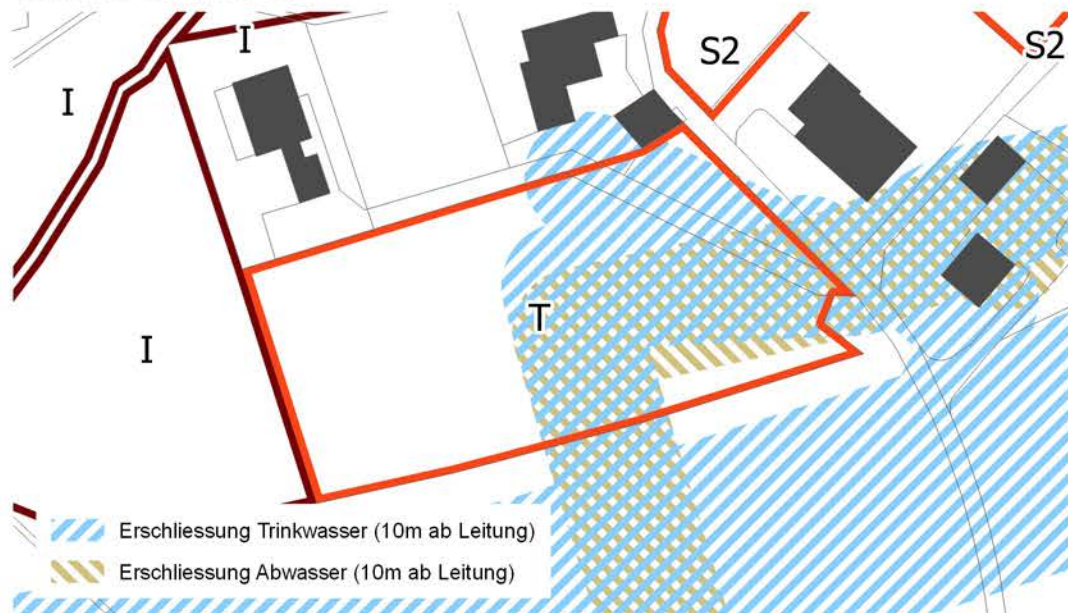 I
S2
S2
I
T
I
Erschliessung Trinkwasser (10m ab Leitung)
Erschliessung Abwasser (10m ab Leitung)